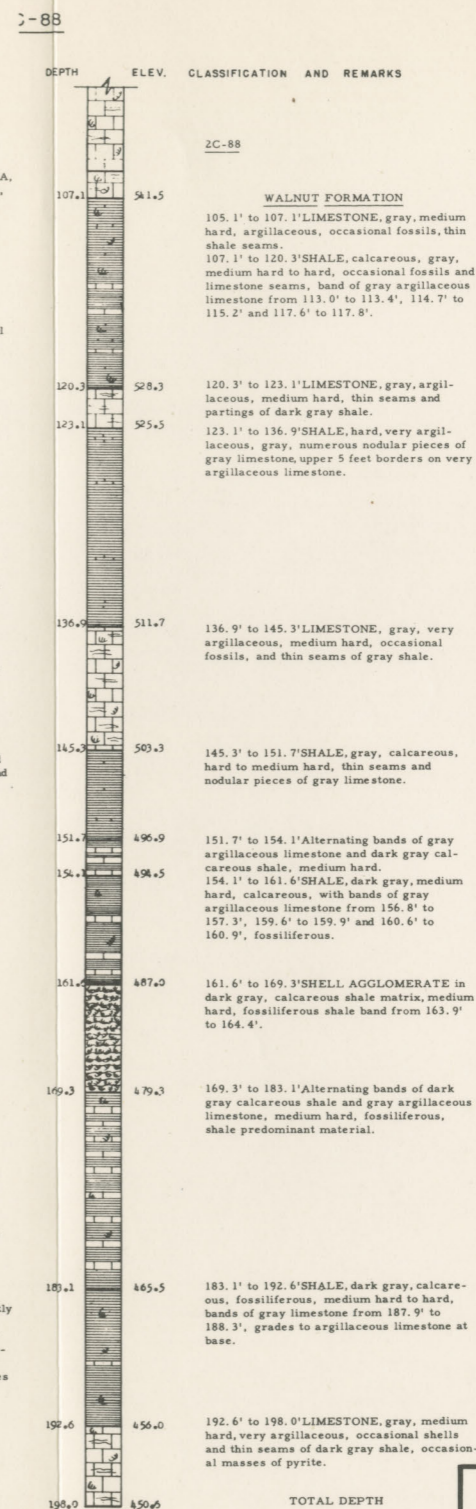 C-88
DEPTH ELEV. CLASSIFICATION AND REMARKS
2C-88
107.1 541.5 WALNUT FORMATION
105. 1' to 107. 1'LIMESTONE, gray, medium
hard, argillaceous, occasional fossils, thin
shale seams.
107. 1' to 120. 3'SHALE, calcareous, gray,
medium hard to hard, occasional fossils and
limestone seams, band of gray argillaceous
limestone from 113. 0' to 113. 4', 114. 7' to
115. 2' and 117. 6' to 117. 8'.
120.3 528.3 120. 3' to 123. 1'LIMESTONE, gray, argil-
laceous, medium hard, thin seams and
partings of dark gray shale.
123.1 525.5 123. 1' to 136. 9'SHALE, hard, very argil-
laceous, gray, numerous nodular pieces of
gray limestone, upper 5 feet borders on very
argillaceous limestone.
136.9 511.7 136. 9' to 145. 3'LIMESTONE, gray, very
argillaceous, medium hard, occasional
fossils, and thin seams of gray shale.
145.3 503.3 145. 3' to 151. 7'SHALE, gray, calcareous,
hard to medium hard, thin seams and
nodular pieces of gray limestone.
151.7 496.9 151. 7' to 154. 1'Alternating bands of gray
argillaceous limestone and dark gray cal-
careous shale, medium hard.
154.1 494.5 154. 1' to 161. 6'SHALE, dark gray, medium
hard, calcareous, with bands of gray
argillaceous limestone from 156. 8' to
157. 3', 159. 6' to 159. 9' and 160. 6' to
160. 9', fossiliferous.
161.6 487.0 161. 6' to 169. 3'SHELL AGGLOMERATE in
dark gray, calcareous shale matrix, medium
hard, fossiliferous shale band from 163. 9'
to 164. 4'.
169.3 479.3 169. 3' to 183. 1'Alternating bands of dark
gray calcareous shale and gray argillaceous
limestone, medium hard, fossiliferous,
shale predominant material.
183.1 465.5 183. 1' to 192. 6'SHALE, dark gray, calcare-
ous, fossiliferous, medium hard to hard,
bands of gray limestone from 187. 9' to
188. 3', grades to argillaceous limestone at
base.
192.6 456.0 192. 6' to 198. 0'LIMESTONE, gray, medium
hard, very argillaceous, occasional shells
and thin seams of dark gray shale, occasion-
al masses of pyrite.
198.0 450.6 TOTAL DEPTH